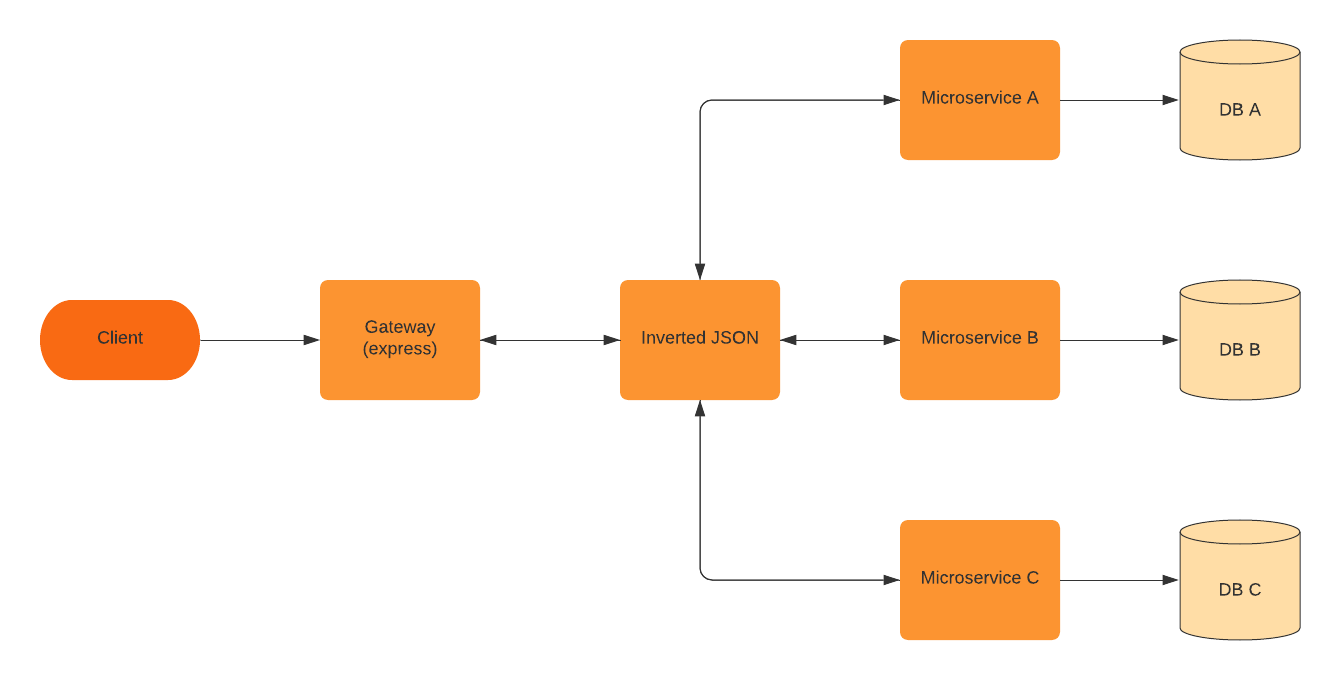 Client
Gateway
(express)
Inverted JSON
Microservice A
DB A
Microservice B
DB B
Microservice C
DB C